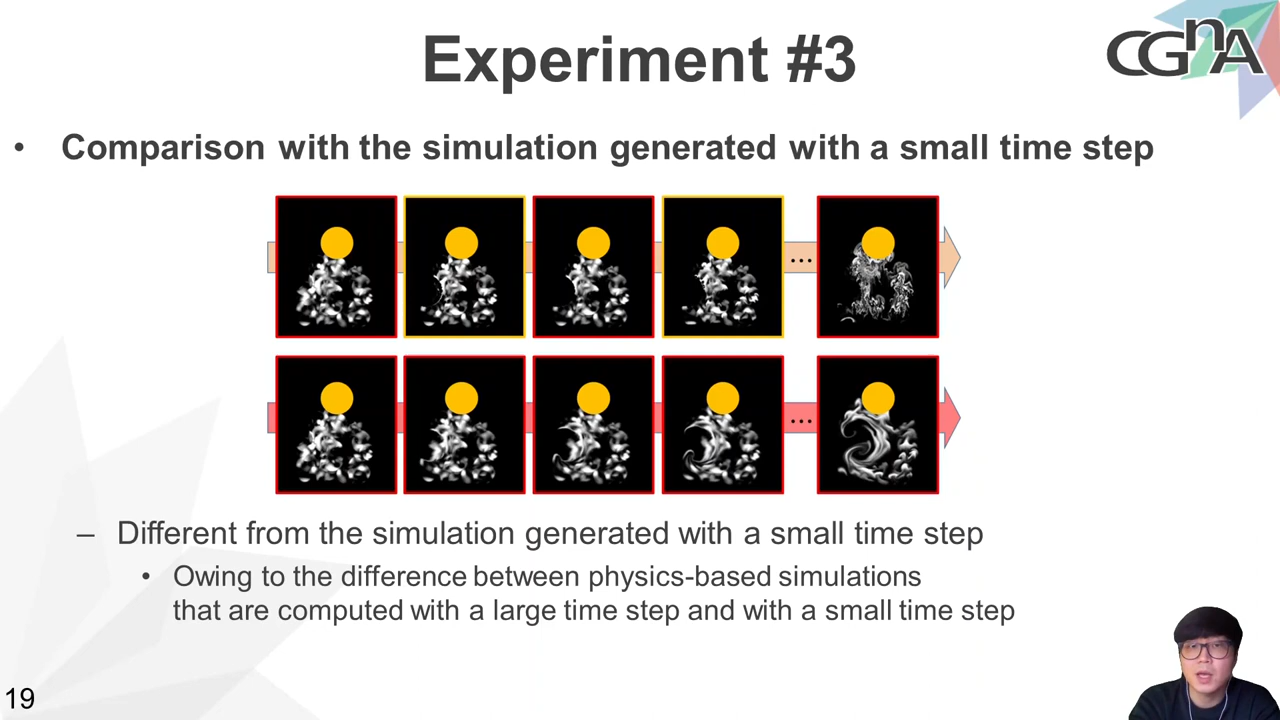 Experiment #3
CGnA
• Comparison with the simulation generated with a small time step
...
...
– Different from the simulation generated with a small time step
• Owing to the difference between physics-based simulations
that are computed with a large time step and with a small time step
19